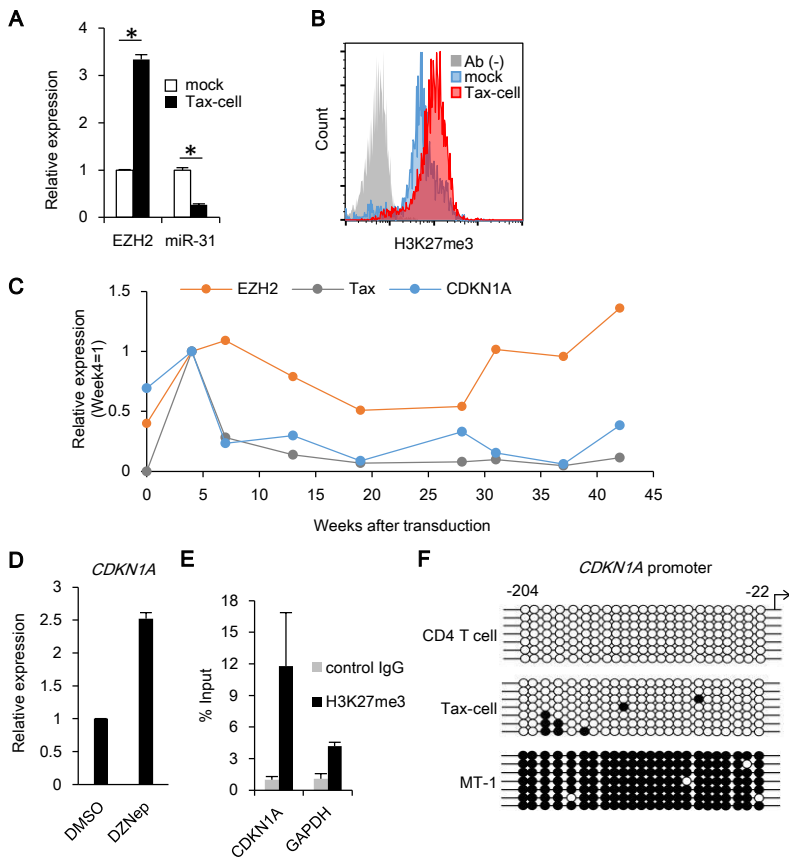 A
Relative expression
4
3
2
1
0
*
*
mock
Tax-cell
EZH2
miR-31
B
Count
Ab (-)
mock
Tax-cell
H3K27me3
C
EZH2
Tax
CDKN1A
Relative expression
(Week4=1)
1.5
1
0.5
0
0
5
10
15
20
25
30
35
40
45
Weeks after transduction
D
CDKN1A
Relative expression
3
2.5
2
1.5
1
0.5
0
DMSO
DZNep
E
% Input
18
15
12
9
6
3
0
control IgG
H3K27me3
CDKN1A
GAPDH
F
CDKN1A promoter
-204
-22
CD4 T cell
Tax-cell
MT-1